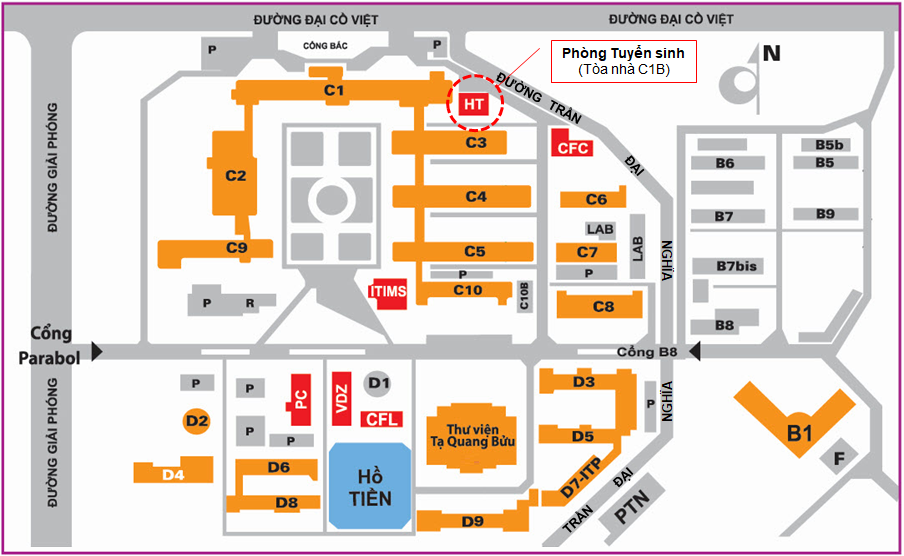 ĐƯỜNG ĐẠI CỒ VIỆT
ĐƯỜNG ĐẠI CỒ VIỆT
P
CỔNG BẮC
P
Phòng Tuyển sinh
(Tòa nhà C1B)
N
C1
HT
ĐƯỜNG TRẦN
ĐẠI
NGHĨA
ĐƯỜNG GIẢI PHÓNG
C3
CFC
B6
B5b
B5
C2
C4
C6
B7
B9
LAB
LAB
C9
C5
C7
P
P
B7bis
ITIMS
C10
C10B
P
R
C8
B8
Cổng
Parabol
Cổng B8
ĐƯỜNG GIẢI PHÓNG
P
PC
VDZ
D1
D3
P
NGHĨA
P
CFL
D2
P
P
Thư viện
Tạ Quang Bửu
D5
B1
D4
D6
Hồ
TIỀN
D7-ITP
F
D8
D9
TRẦN
ĐẠI
PTN